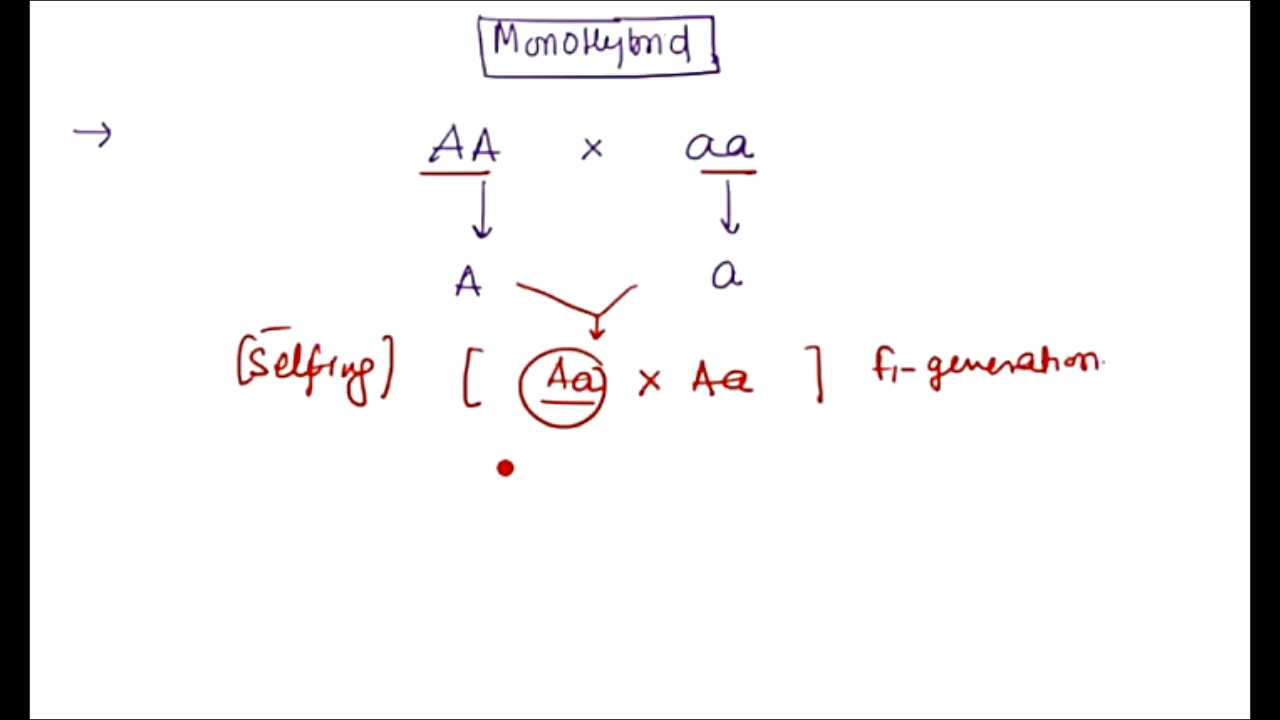 MonoHybrid
→ AA x aa
A a
[Selfing] [ Aa x Aa ] f1-generation.